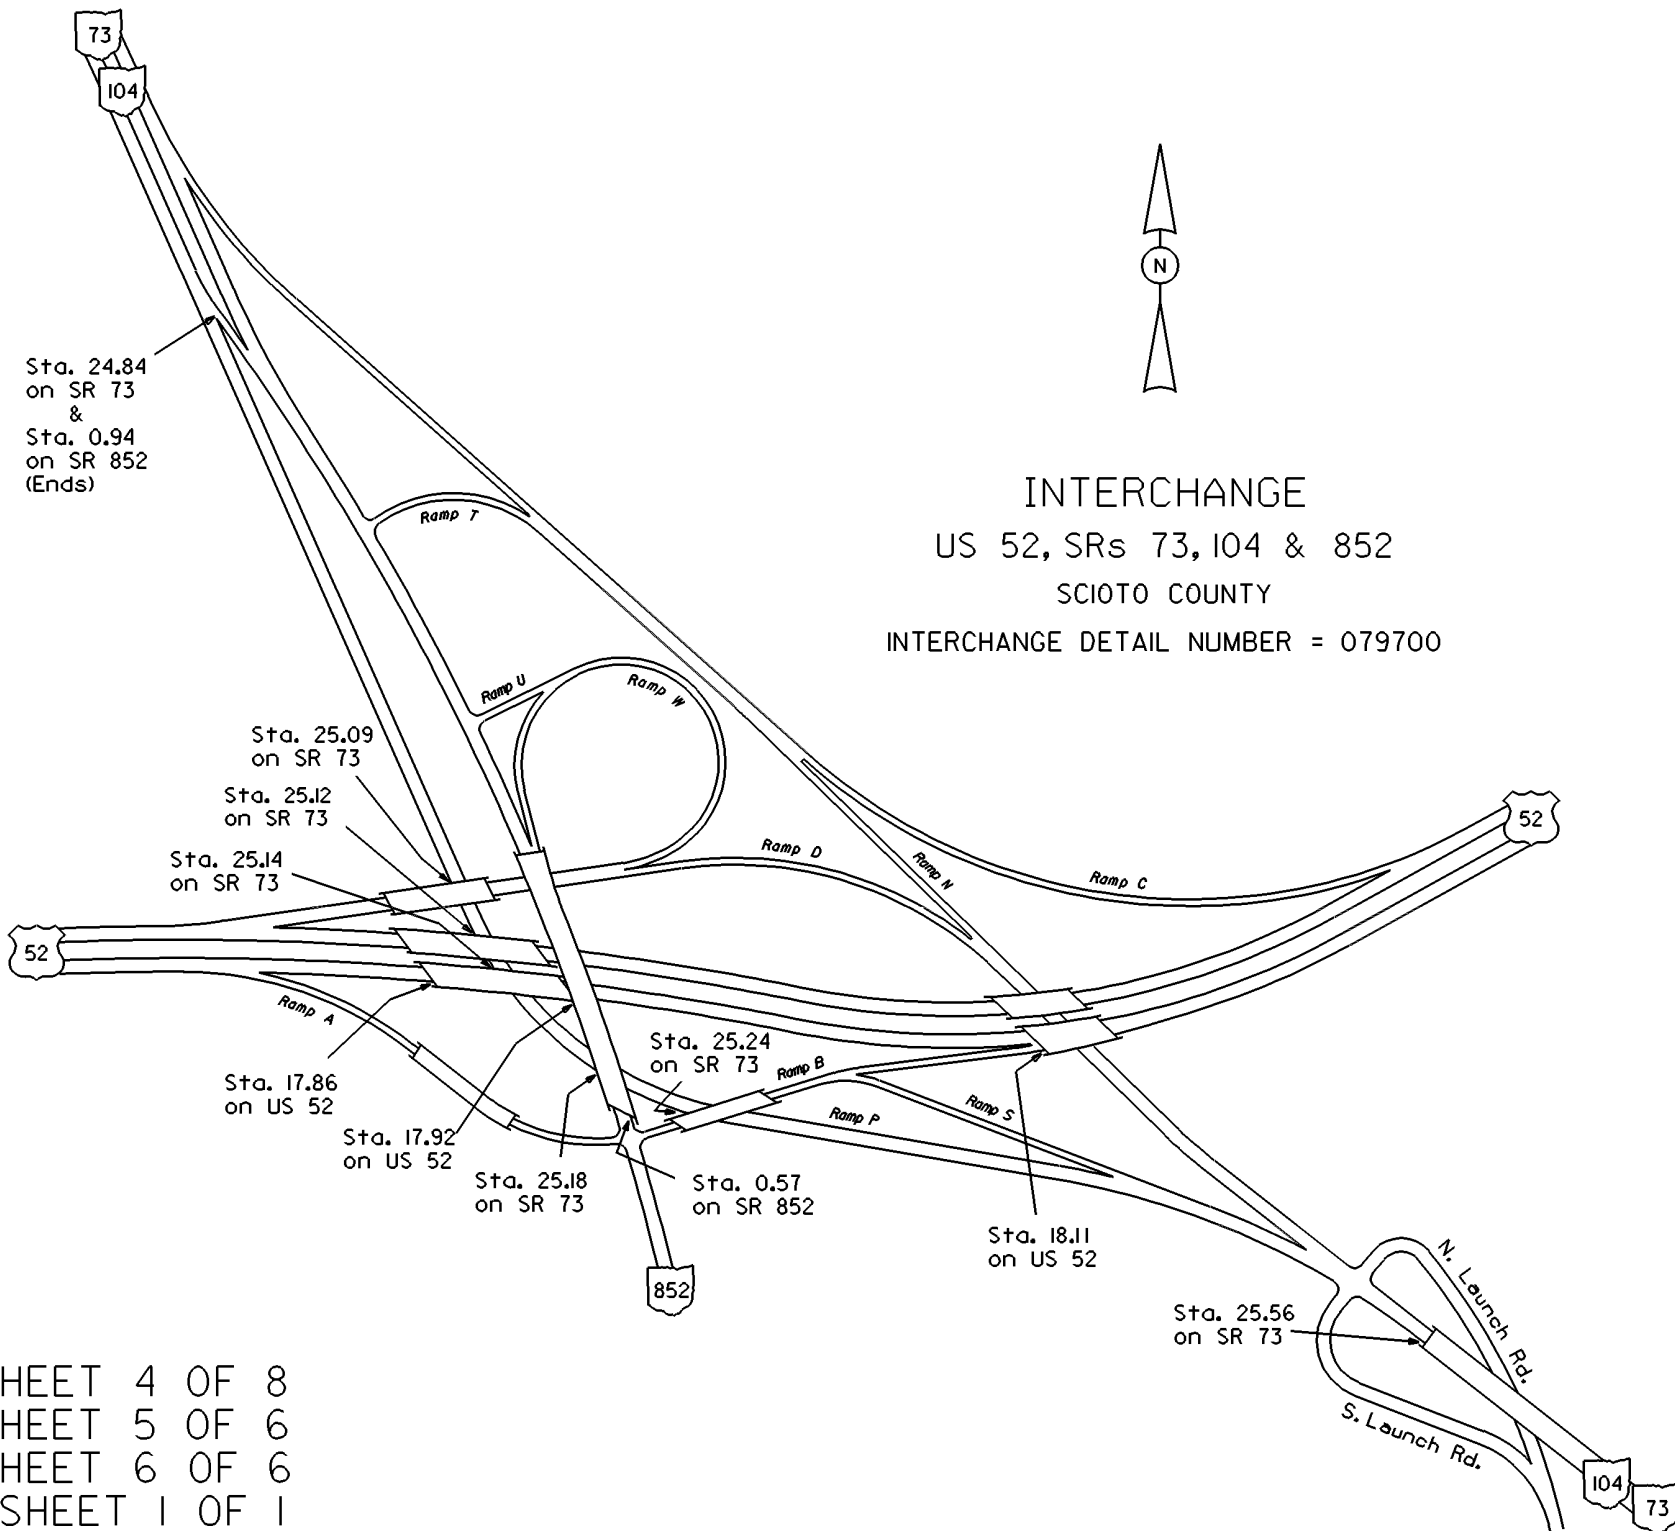 73
104
N
Sta. 24.84
on SR 73
&
Sta. 0.94
on SR 852
(Ends)
INTERCHANGE
US 52, SRs 73, 104 & 852
SCIOTO COUNTY
INTERCHANGE DETAIL NUMBER = 079700
Ramp T
Ramp U
Ramp W
Sta. 25.09
on SR 73
Sta. 25.12
on SR 73
Sta. 25.14
on SR 73
Ramp D
Ramp N
Ramp C
52
52
Ramp A
Sta. 17.86
on US 52
Sta. 17.92
on US 52
Sta. 25.18
on SR 73
Sta. 25.24
on SR 73
Ramp B
Ramp P
Ramp S
Sta. 0.57
on SR 852
Sta. 18.11
on US 52
852
N. Launch Rd.
Sta. 25.56
on SR 73
S. Launch Rd.
104
73
HEET 4 OF 8
HEET 5 OF 6
HEET 6 OF 6
SHEET 1 OF 1